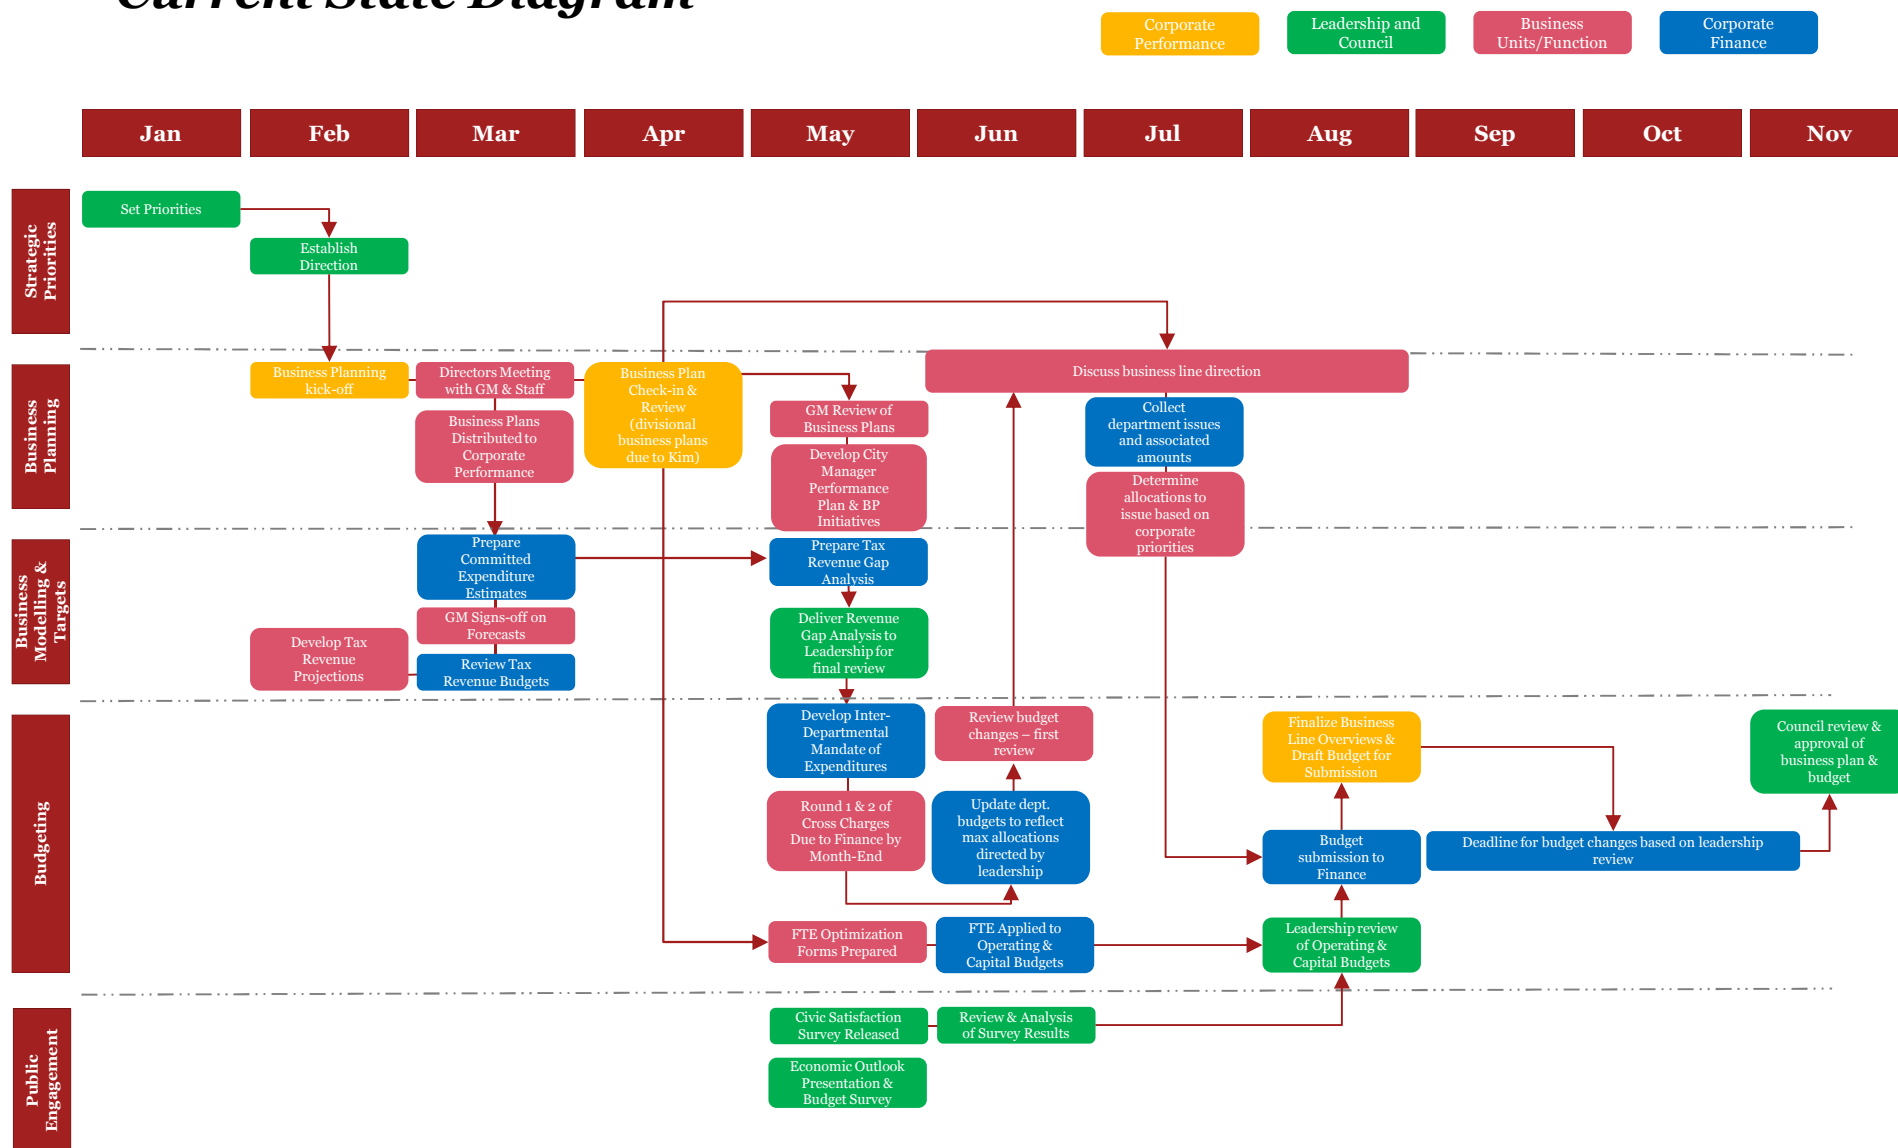 Current State Diagram
Corporate
Performance
Leadership and
Council
Business
Units/Function
Corporate
Finance
Jan
Feb
Mar
Apr
May
Jun
Jul
Aug
Sep
Oct
Nov
Strategic
Priorities
Set Priorities
Establish
Direction
Business
Planning
Business Planning
kick-off
Directors Meeting
with GM & Staff
Business Plans
Distributed to
Corporate
Performance
Business Plan
Check-in &
Review
(divisional
business plans
due to Kim)
GM Review of
Business Plans
Develop City
Manager
Performance
Plan & BP
Initiatives
Discuss business line direction
Collect
department issues
and associated
amounts
Determine
allocations to
issue based on
corporate
priorities
Business
Modelling &
Targets
Prepare
Committed
Expenditure
Estimates
GM Signs-off on
Forecasts
Develop Tax
Revenue
Projections
Review Tax
Revenue Budgets
Prepare Tax
Revenue Gap
Analysis
Deliver Revenue
Gap Analysis to
Leadership for
final review
Budgeting
Develop Inter-
Departmental
Mandate of
Expenditures
Round 1 & 2 of
Cross Charges
Due to Finance by
Month-End
FTE Optimization
Forms Prepared
Review budget
changes – first
review
Update dept.
budgets to reflect
max allocations
directed by
leadership
FTE Applied to
Operating &
Capital Budgets
Finalize Business
Line Overviews &
Draft Budget for
Submission
Budget
submission to
Finance
Leadership review
of Operating &
Capital Budgets
Deadline for budget changes based on leadership
review
Council review &
approval of
business plan &
budget
Public
Engagement
Civic Satisfaction
Survey Released
Review & Analysis
of Survey Results
Economic Outlook
Presentation &
Budget Survey